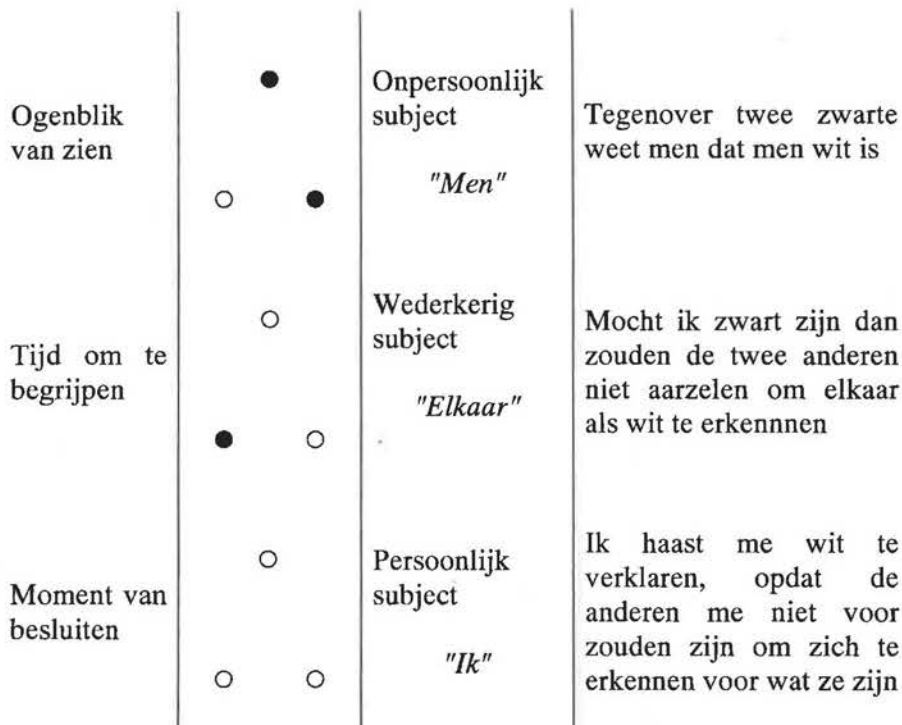 Ogenblik
van zien
Onpersoonlijk
subject
"Men"
Tegenover twee zwarte
weet men dat men wit is
Tijd om te
begrijpen
Wederkerig
subject
"Elkaar"
Mocht ik zwart zijn dan
zouden de twee anderen
niet aarzelen om elkaar
als wit te erkennnen
Moment van
besluiten
Persoonlijk
subject
"Ik"
Ik haast me wit te
verklaren, opdat de
anderen me niet voor
zouden zijn om zich te
erkennen voor wat ze zijn